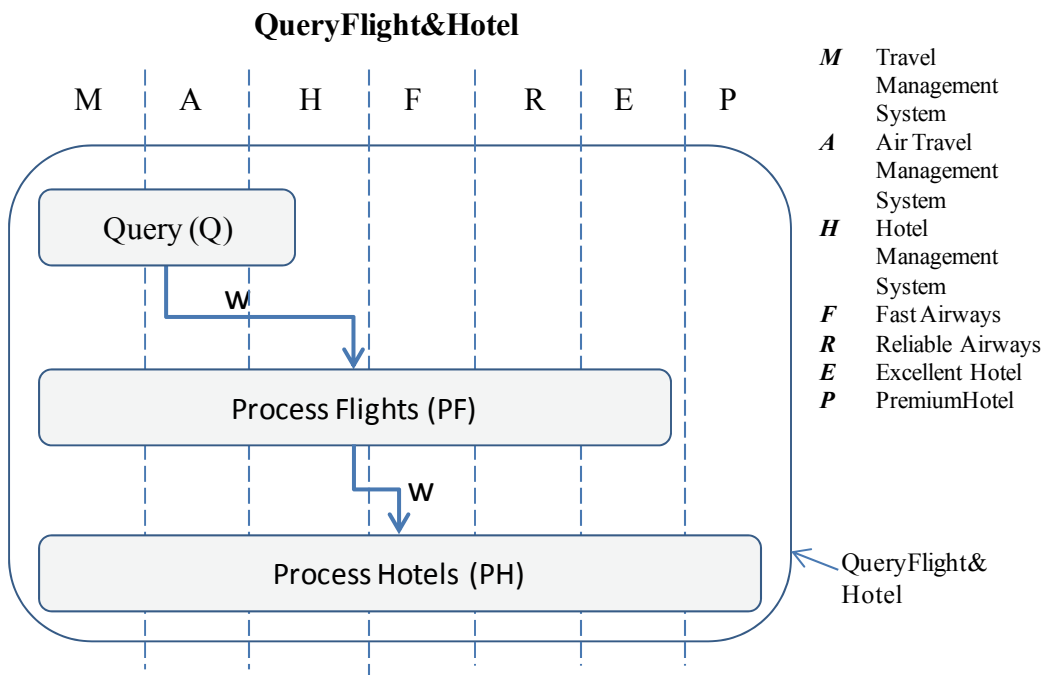 QueryFlight&Hotel
M A H F R E P
Query (Q)
w
Process Flights (PF)
w
Process Hotels (PH)
M Travel
Management
System
A Air Travel
Management
System
H Hotel
Management
System
F Fast Airways
R Reliable Airways
E Excellent Hotel
P PremiumHotel
QueryFlight&
Hotel